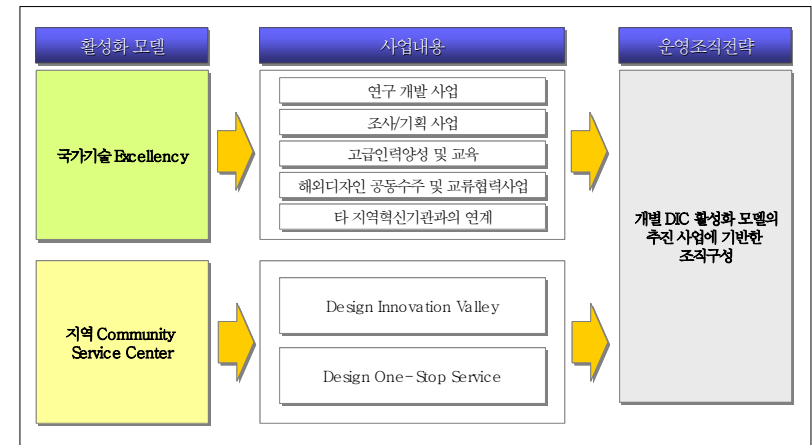 활성화 모델
사업내용
운영조직전략
국가기술 Excellency
연구 개발 사업
조사/기획 사업
고급인력양성 및 교육
해외디자인 공동수주 및 교류협력사업
타 지역혁신기관과의 연계
개별 DIC 활성화 모델의
추진 사업에 기반한
조직구성
지역 Community
Service Center
Design Innovation Valley
Design One-Stop Service